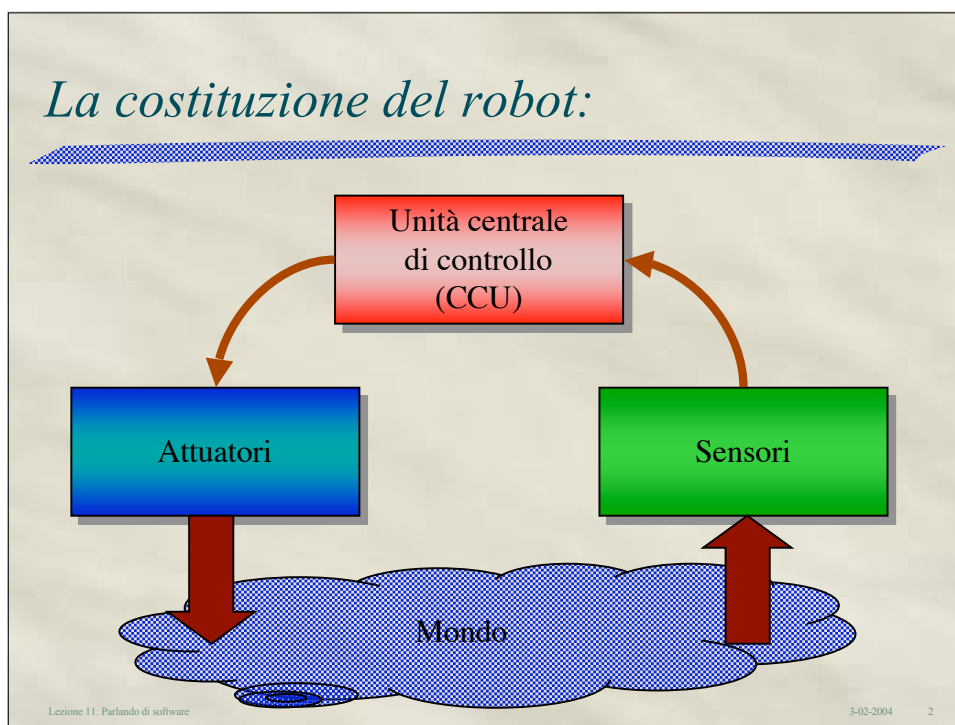 La costituzione del robot:
Unità centrale
di controllo
(CCU)
Attuatori
Sensori
Mondo
Lezione 11: Parlando di software
3-02-2004
2